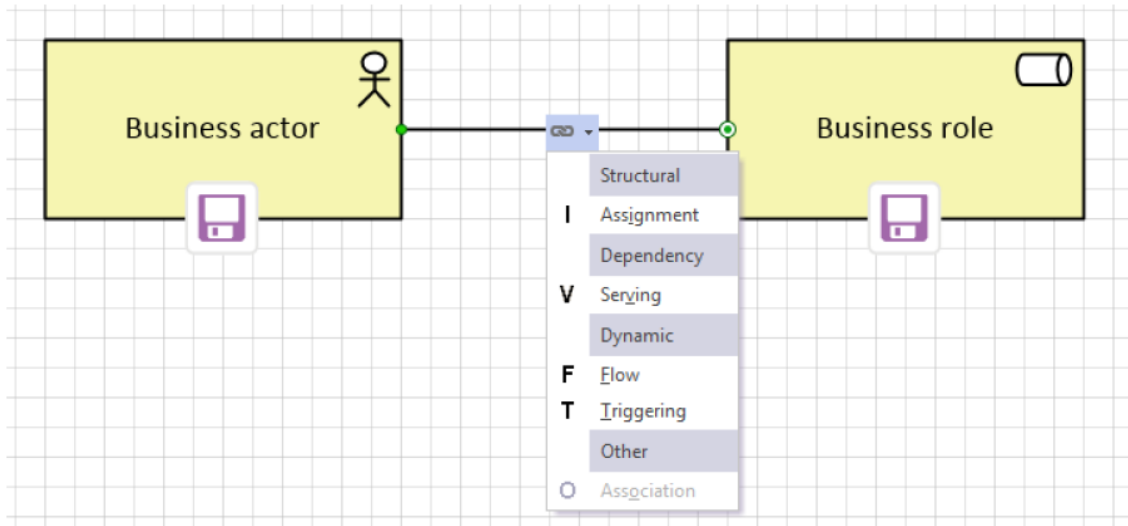 Business actor
Business role
Structural
I Assignment
Dependency
V Serving
Dynamic
F Flow
T Triggering
Other
O Association